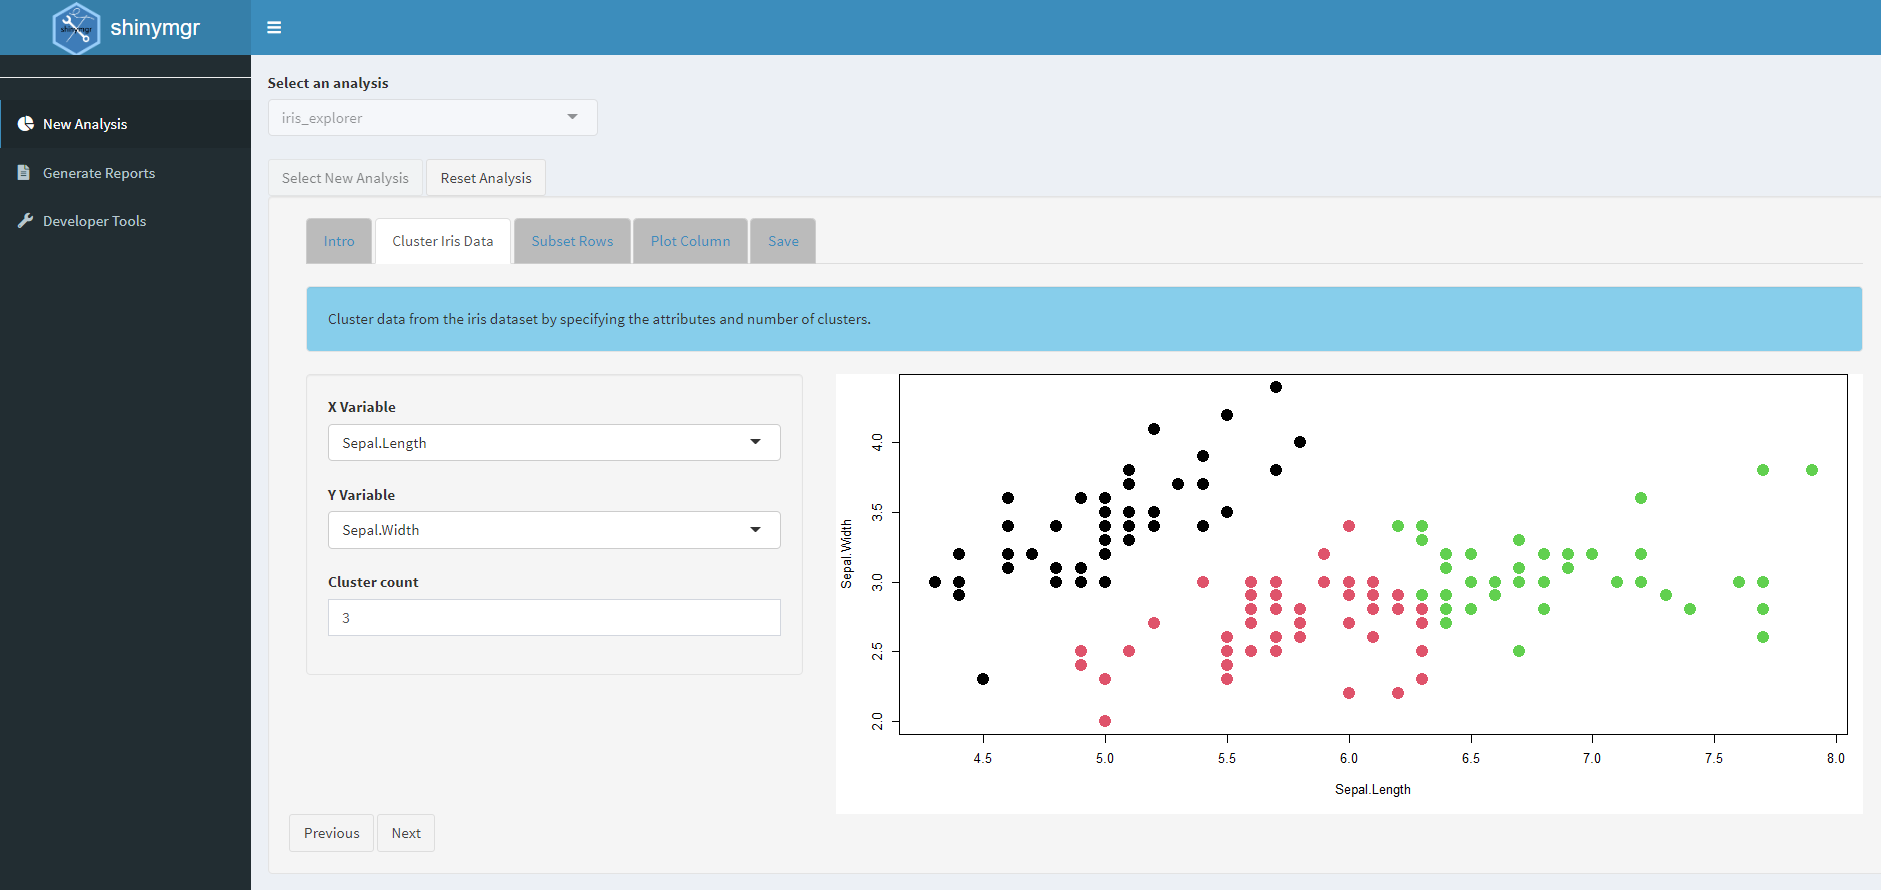 shinymgr
shinymgr
Select an analysis
iris_explorer
New Analysis
Generate Reports
Developer Tools
Select New Analysis
Reset Analysis
Intro
Cluster Iris Data
Subset Rows
Plot Column
Save
Cluster data from the iris dataset by specifying the attributes and number of clusters.
X Variable
Sepal.Length
Y Variable
Sepal.Width
Cluster count
3
Sepal.Width
4.0
3.5
3.0
2.5
2.0
4.5 5.0 5.5 6.0 6.5 7.0 7.5 8.0
Sepal.Length
Previous
Next